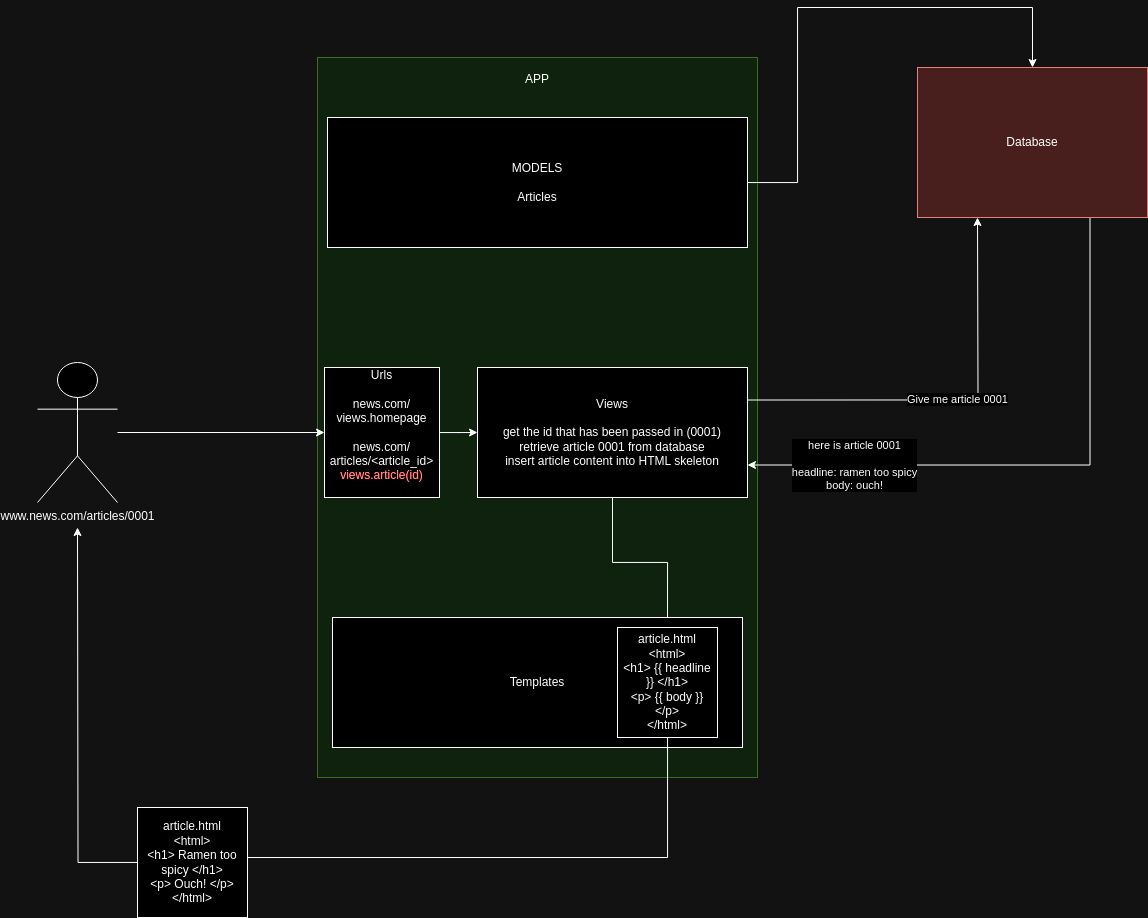 APP
MODELS
Articles
Database
Urls
news.com/
views.homepage
news.com/
articles/<article_id>
views.article(id)
Views
get the id that has been passed in (0001)
retrieve article 0001 from database
insert article content into HTML skeleton
Give me article 0001
here is article 0001
headline: ramen too spicy
body: ouch!
www.news.com/articles/0001
Templates
article.html
<html>
<h1> {{ headline
}} </h1>
<p> {{ body }}
</p>
</html>
article.html
<html>
<h1> Ramen too
spicy </h1>
<p> Ouch! </p>
</html>